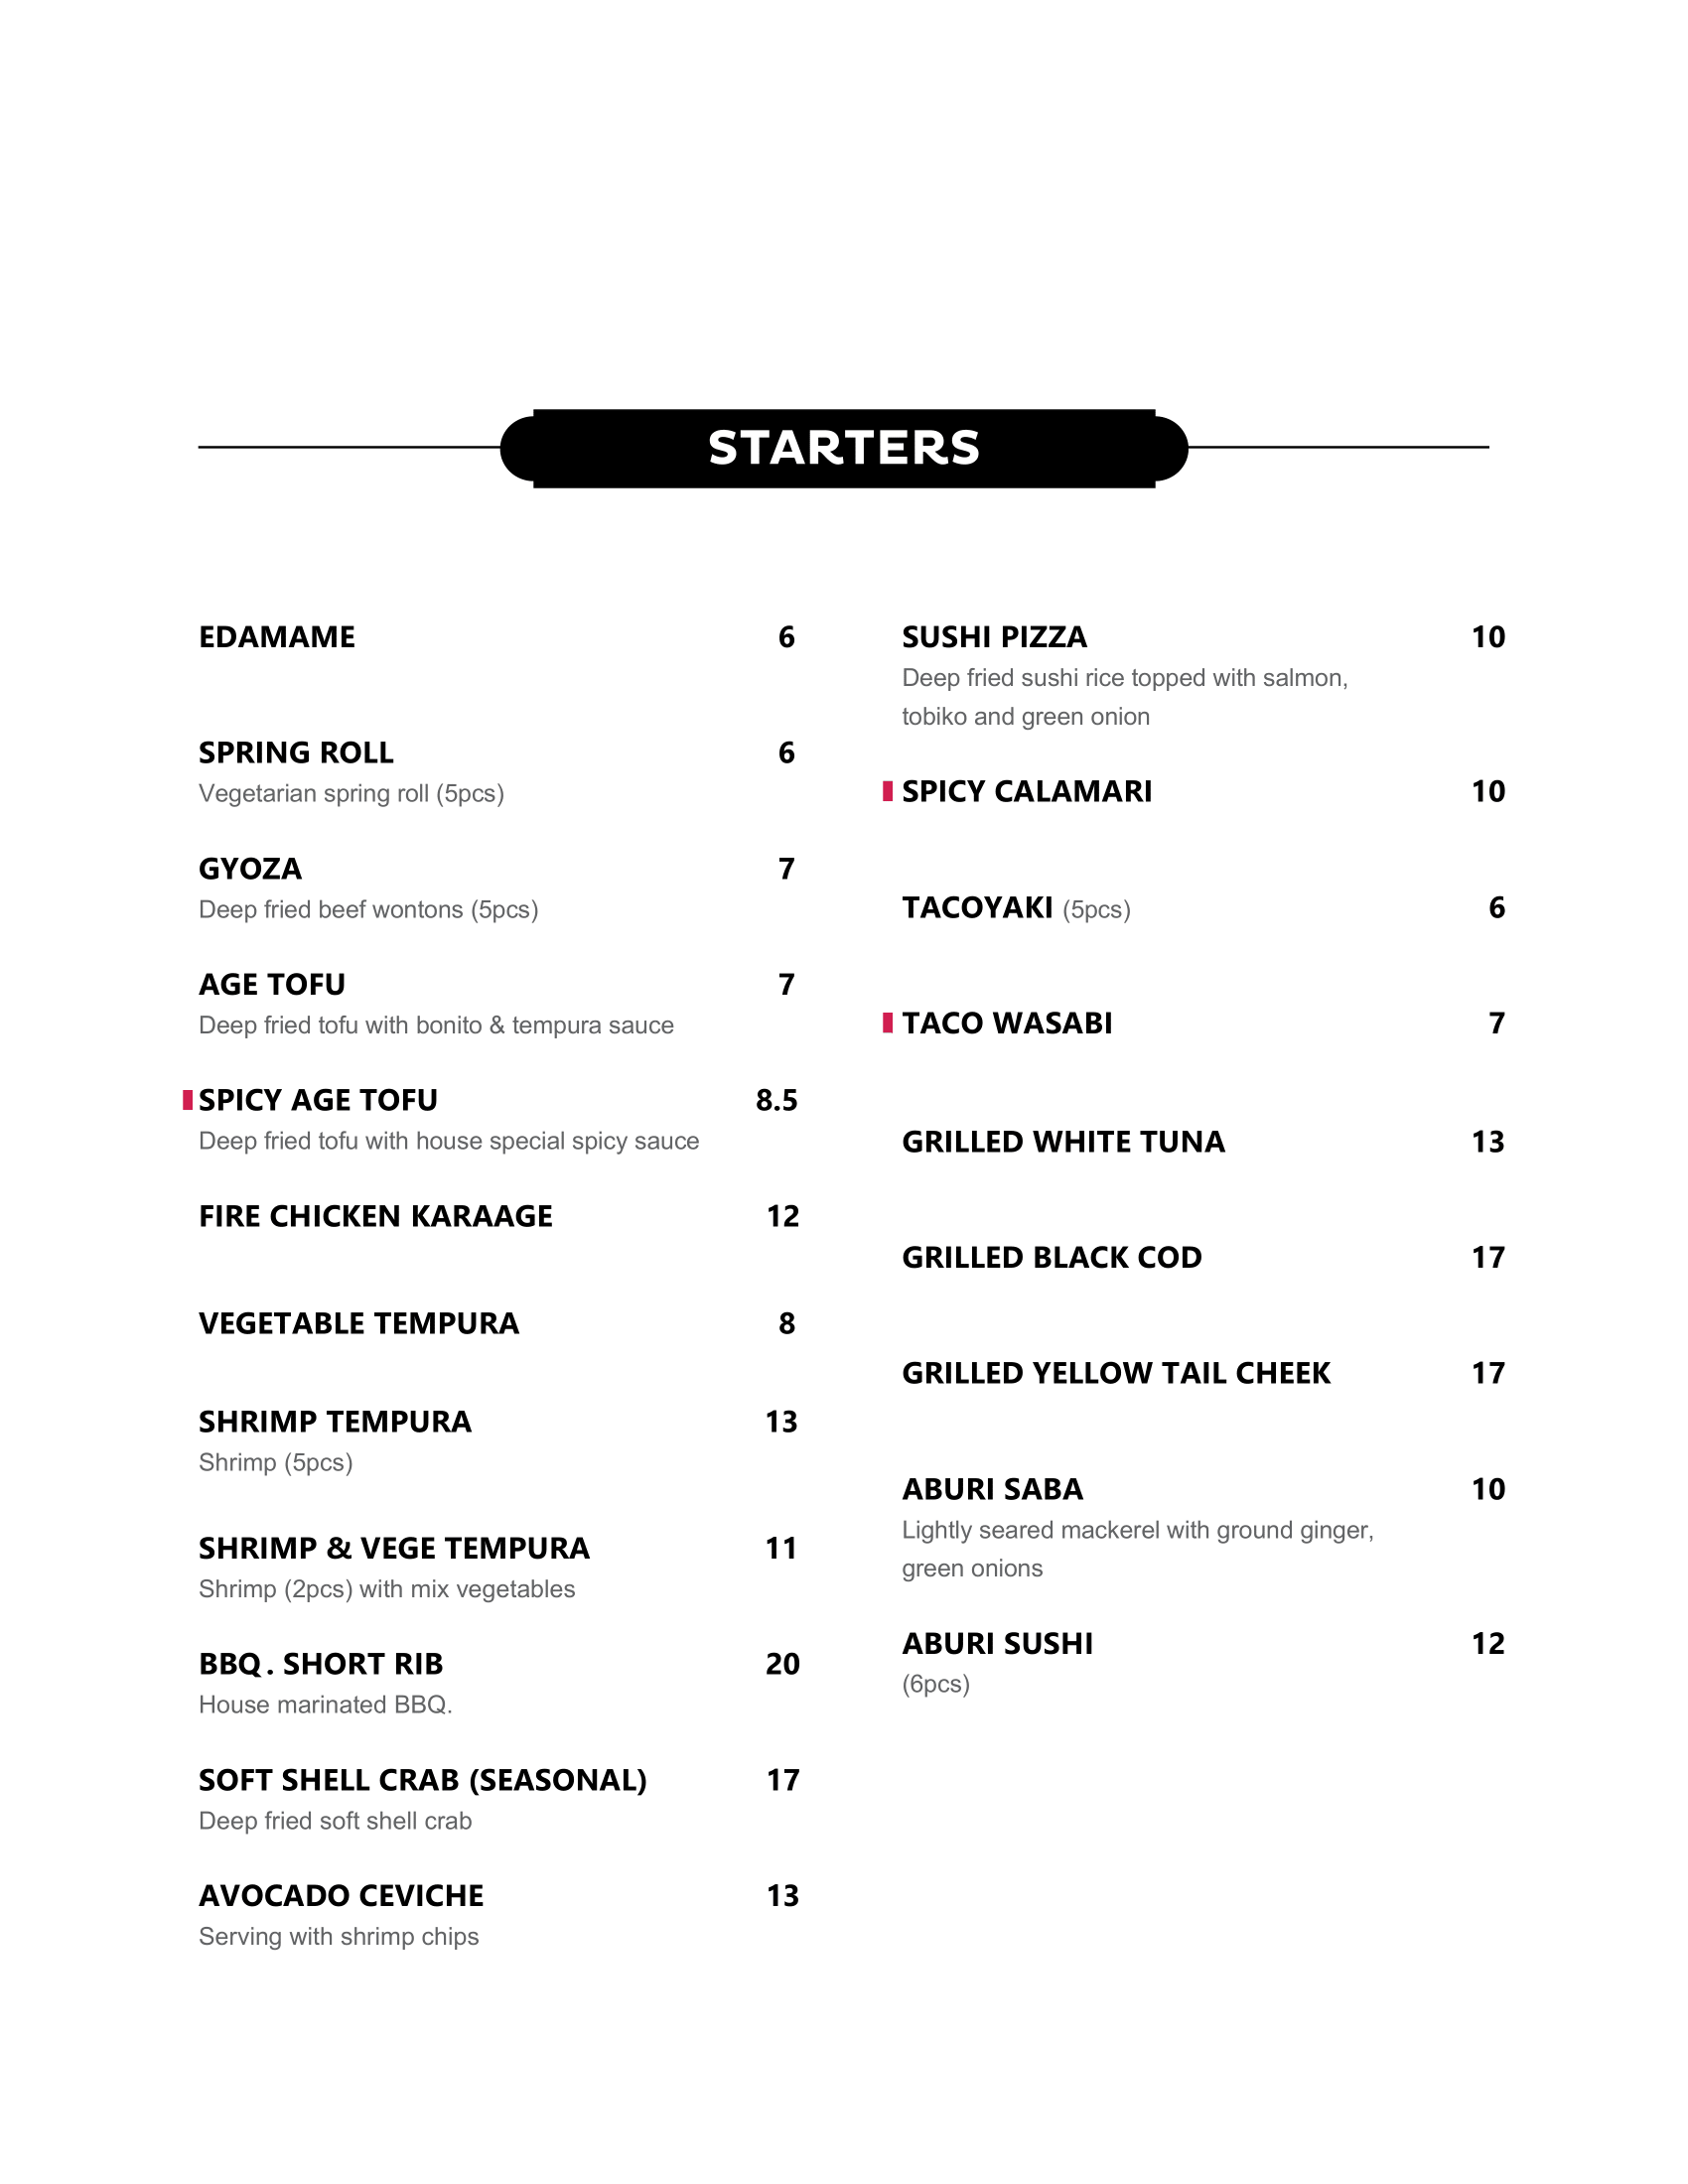 STARTERS
EDAMAME 6
SPRING ROLL 6
Vegetarian spring roll (5pcs)
GYOZA 7
Deep fried beef wontons (5pcs)
AGE TOFU 7
Deep fried tofu with bonito & tempura sauce
SPICY AGE TOFU 8.5
Deep fried tofu with house special spicy sauce
FIRE CHICKEN KARAAGE 12
VEGETABLE TEMPURA 8
SHRIMP TEMPURA 13
Shrimp (5pcs)
SHRIMP & VEGE TEMPURA 11
Shrimp (2pcs) with mix vegetables
BBQ. SHORT RIB 20
House marinated BBQ.
SOFT SHELL CRAB (SEASONAL) 17
Deep fried soft shell crab
AVOCADO CEVICHE 13
Serving with shrimp chips
SUSHI PIZZA 10
Deep fried sushi rice topped with salmon,
tobiko and green onion
SPICY CALAMARI 10
TACOYAKI (5pcs) 6
TACO WASABI 7
GRILLED WHITE TUNA 13
GRILLED BLACK COD 17
GRILLED YELLOW TAIL CHEEK 17
ABURI SABA 10
Lightly seared mackerel with ground ginger,
green onions
ABURI SUSHI 12
(6pcs)